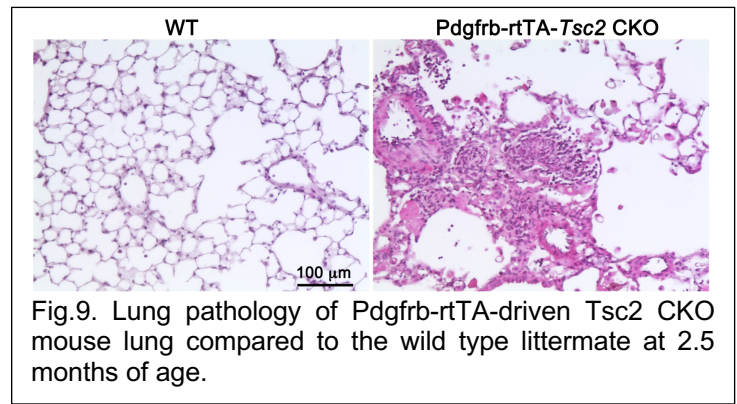 WT
Pdgfrb-rtTA-Tsc2 CKO
100 µm
Fig.9. Lung pathology of Pdgfrb-rtTA-driven Tsc2 CKO
mouse lung compared to the wild type littermate at 2.5
months of age.